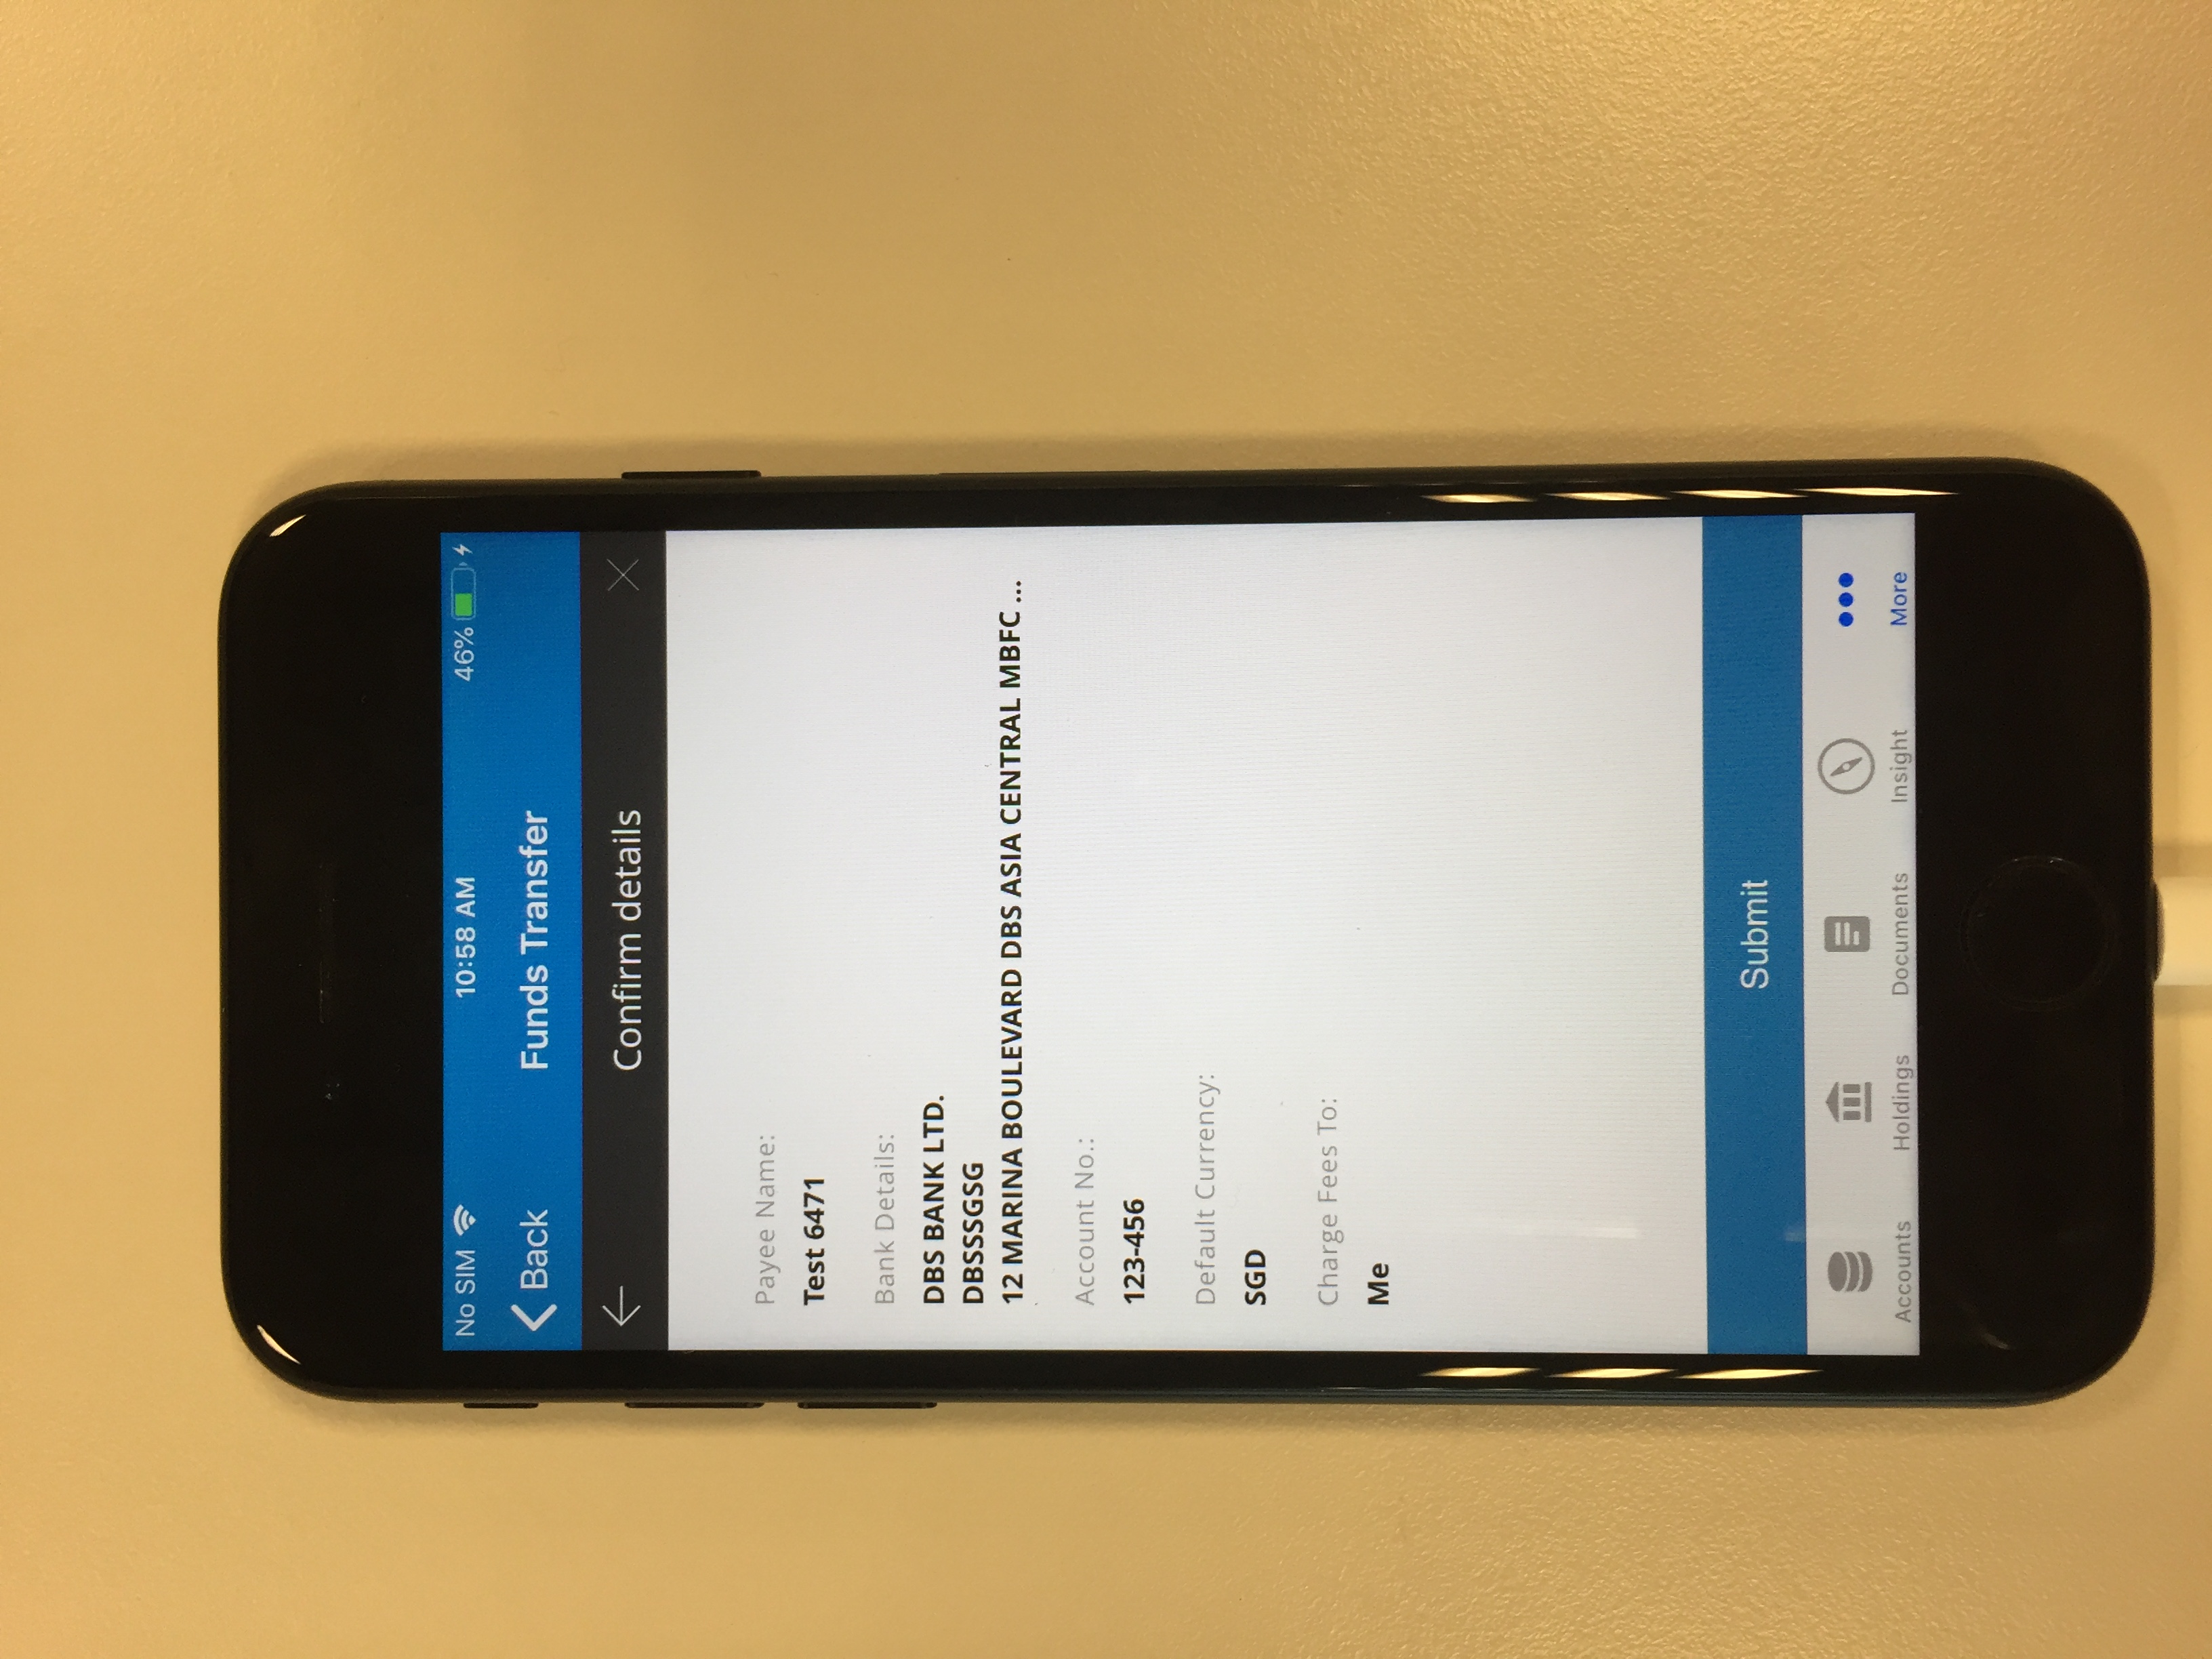 No SIM 10:58 AM 46%
Back Funds Transfer
Confirm details
Payee Name:
Test 6471
Bank Details:
DBS BANK LTD.
DBSSSGSG
12 MARINA BOULEVARD DBS ASIA CENTRAL MBFC ...
Account No.:
123-456
Default Currency:
SGD
Charge Fees To:
Me
Submit
Accounts Holdings Documents Insight More